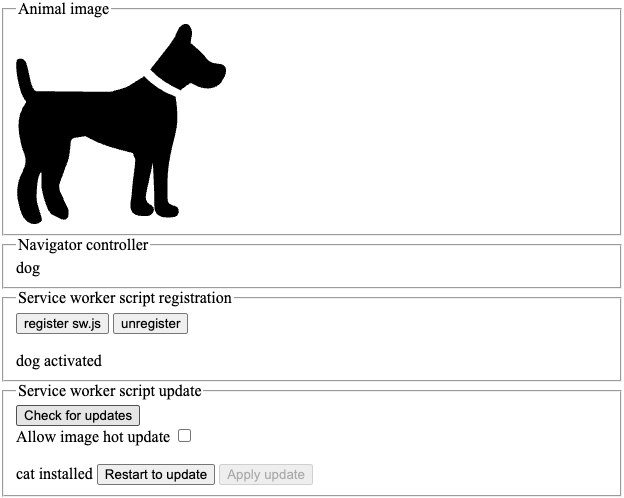 Animal image
Navigator controller
dog
Service worker script registration
register sw.js unregister
dog activated
Service worker script update
Check for updates
Allow image hot update
cat installed Restart to update Apply update